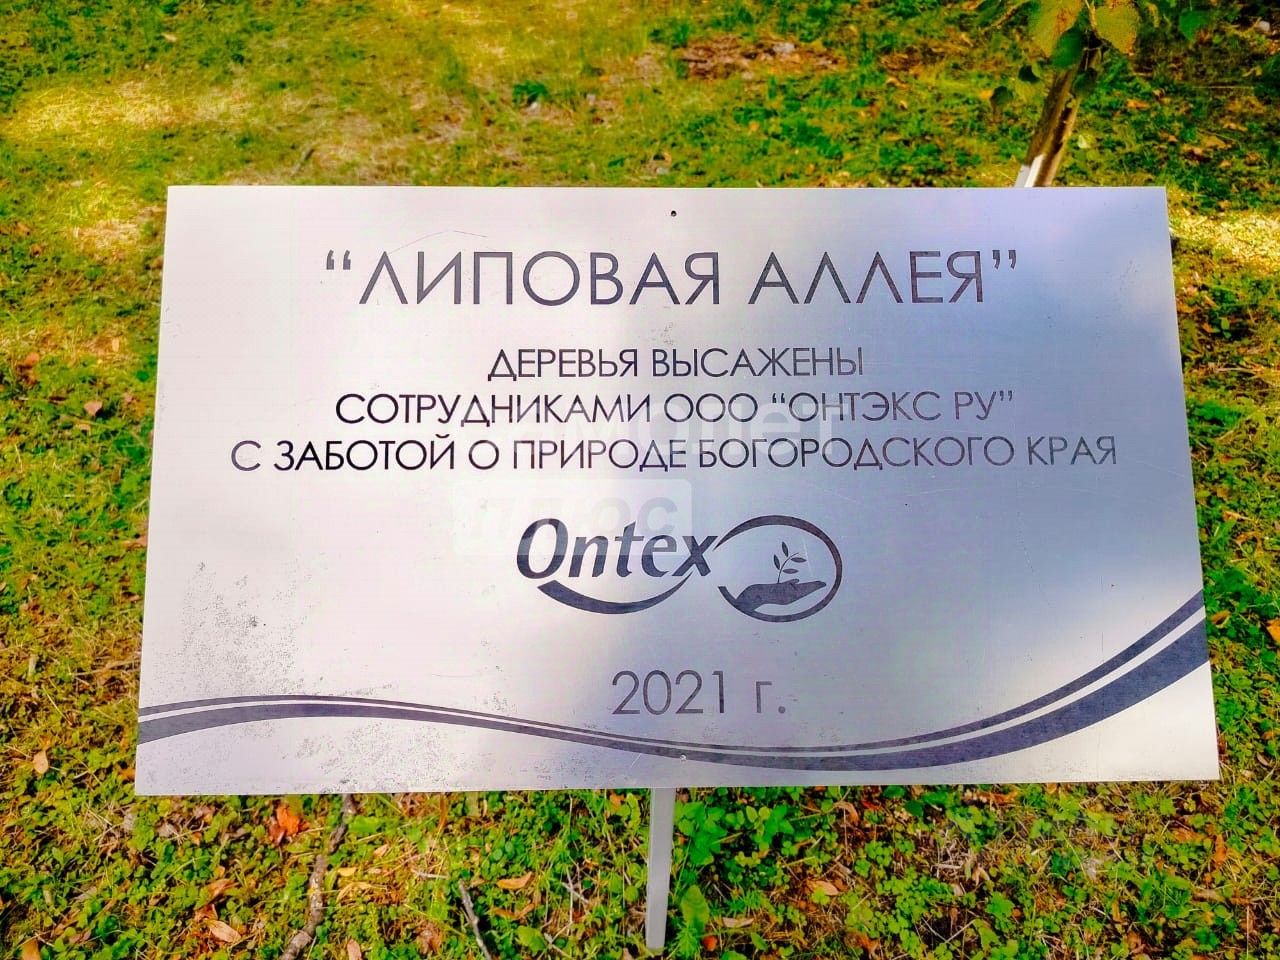 “ЛИПОВАЯ АЛЛЕЯ”
ДЕРЕВЬЯ ВЫСАЖЕНЫ
СОТРУДНИКАМИ ООО “ОНТЭКС РУ”
С ЗАБОТОЙ О ПРИРОДЕ БОГОРОДСКОГО КРАЯ
Ontex
2021 г.